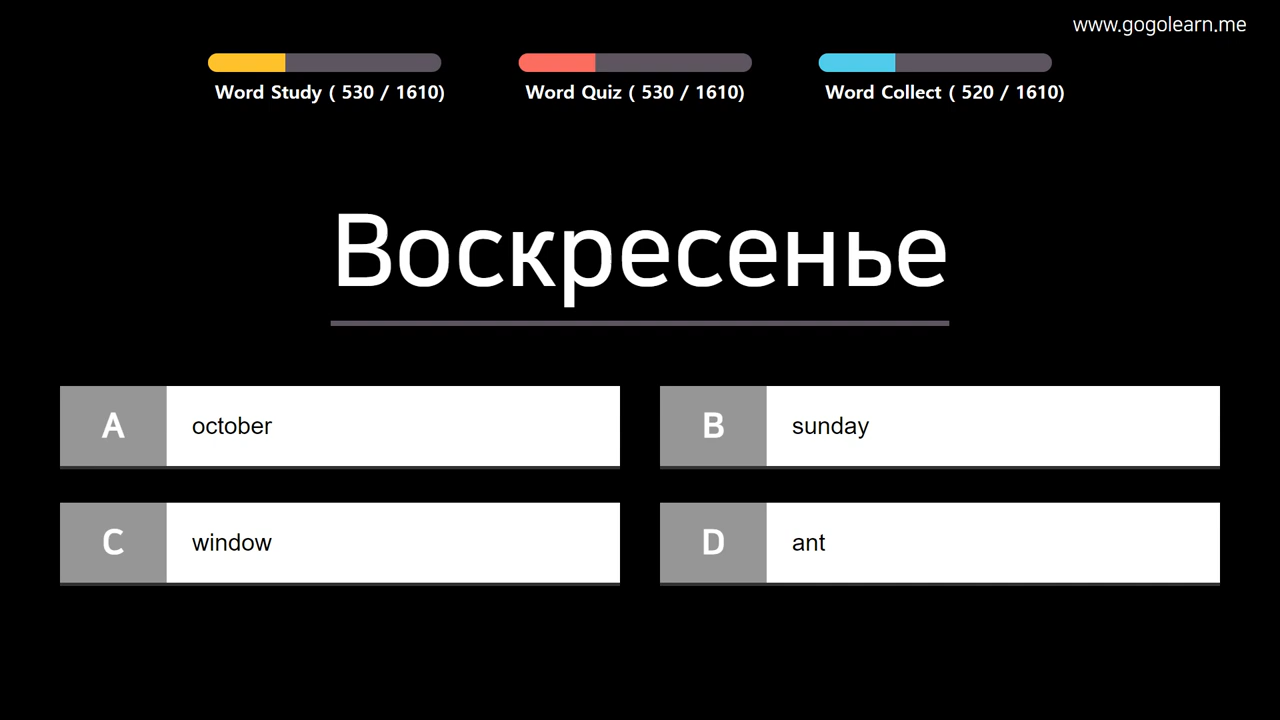 www.gogolearn.me
Word Study ( 530 / 1610)
Word Quiz ( 530 / 1610)
Word Collect ( 520 / 1610)
Воскресенье
A october
B sunday
C window
D ant